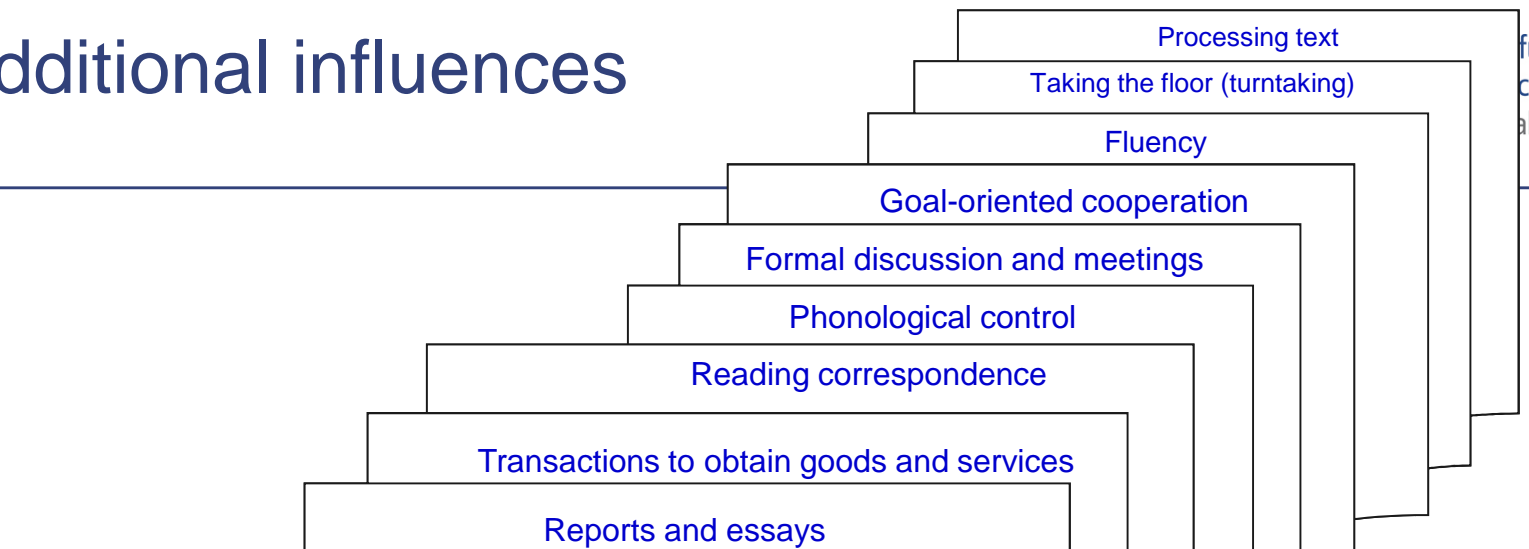 dditional influences
Processing text
Taking the floor (turntaking)
Fluency
Goal-oriented cooperation
Formal discussion and meetings
Phonological control
Reading correspondence
Transactions to obtain goods and services
Reports and essays